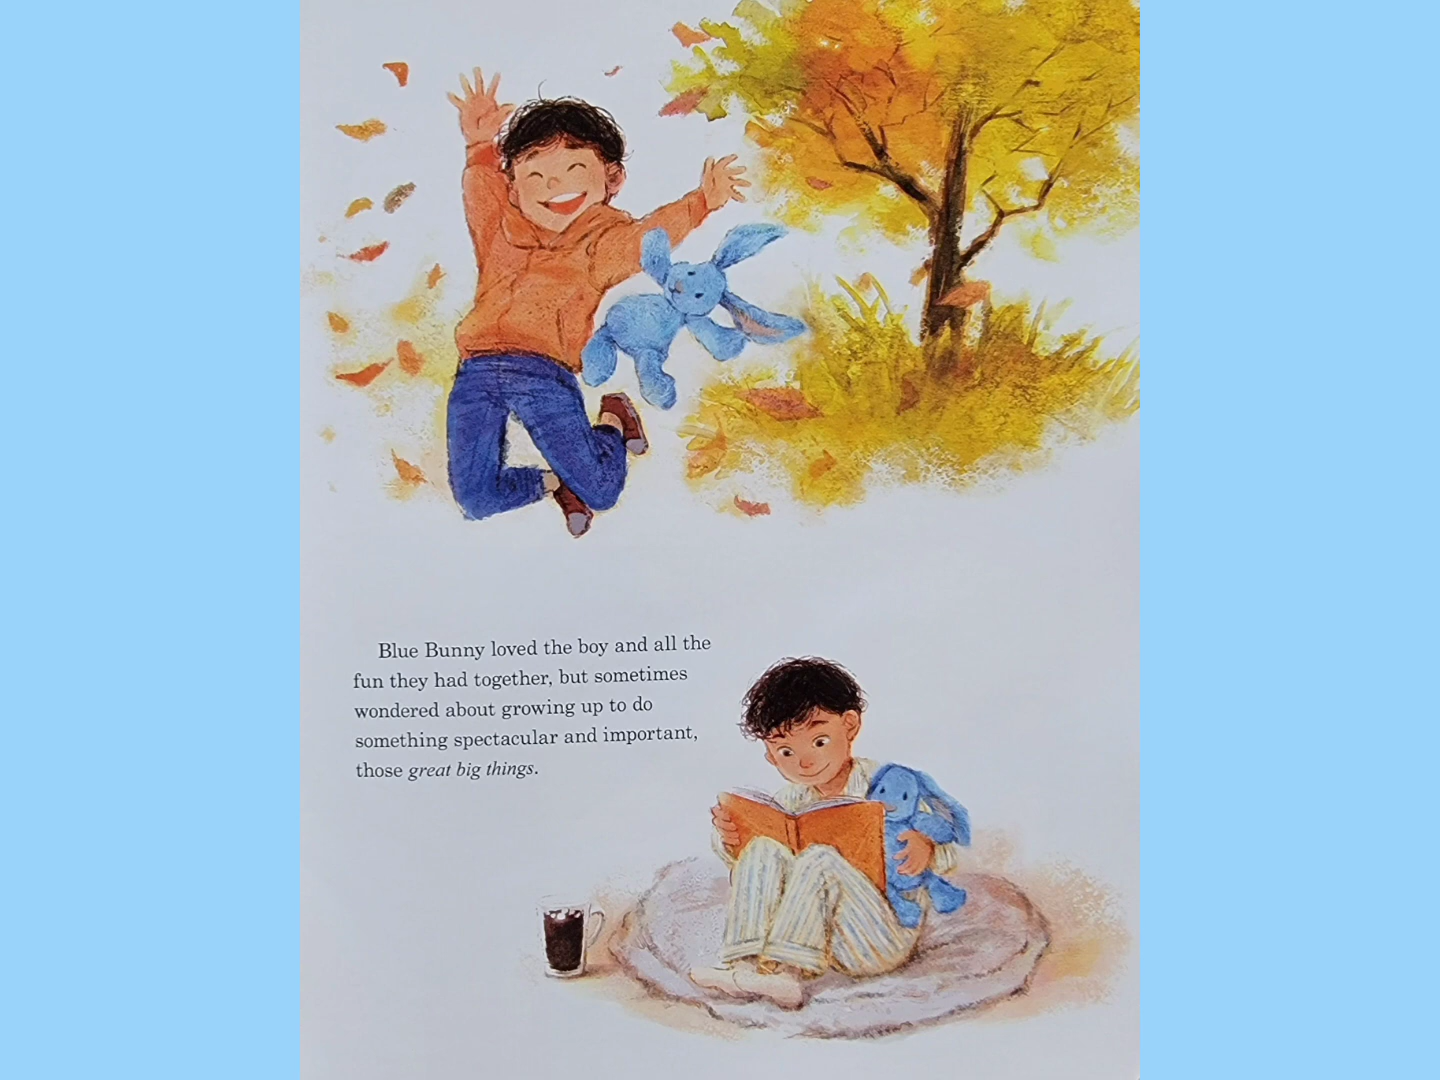 Blue Bunny loved the boy and all the
fun they had together, but sometimes
wondered about growing up to do
something spectacular and important,
those great big things.